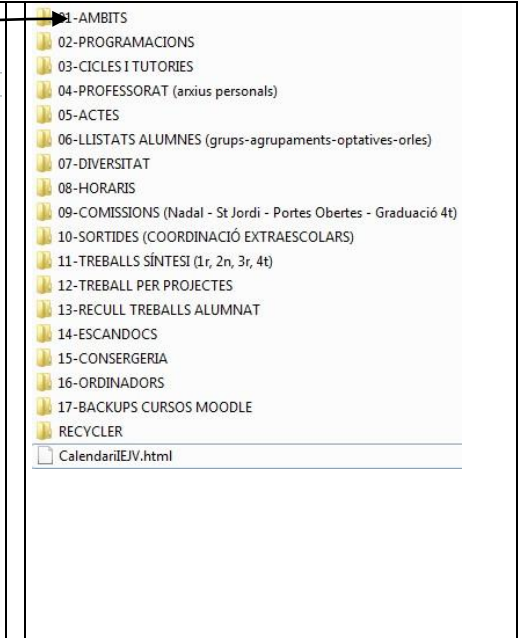 01-AMBITS
02-PROGRAMACIONS
03-CICLES I TUTORIES
04-PROFESSORAT (arxius personals)
05-ACTES
06-LLISTATS ALUMNES (grups-agrupaments-optatives-orles)
07-DIVERSITAT
08-HORARIS
09-COMISSIONS (Nadal - St Jordi - Portes Obertes - Graduació 4t)
10-SORTIDES (COORDINACIÓ EXTRAESCOLARS)
11-TREBALLS SÍNTESI (1r, 2n, 3r, 4t)
12-TREBALL PER PROJECTES
13-RECULL TREBALLS ALUMNAT
14-ESCANDOCS
15-CONSERGERIA
16-ORDINADORS
17-BACKUPS CURSOS MOODLE
RECYCLER
CalendariIEJV.html